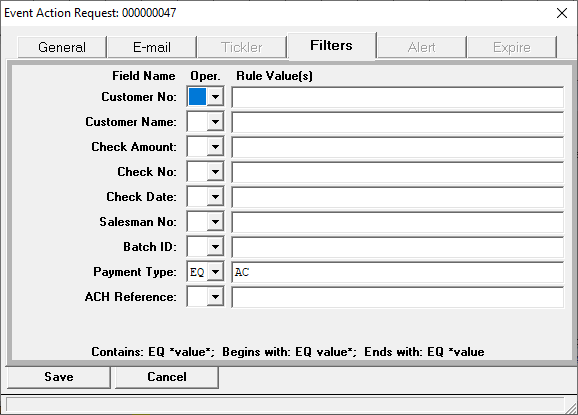 Event Action Request: 000000047
General E-mail Tickler Filters Alert Expire
Field Name Oper. Rule Value(s)
Customer No:
Customer Name:
Check Amount:
Check No:
Check Date:
Salesman No:
Batch ID:
Payment Type: EQ AC
ACH Reference:
Contains: EQ *value*; Begins with: EQ value*; Ends with: EQ *value
Save Cancel